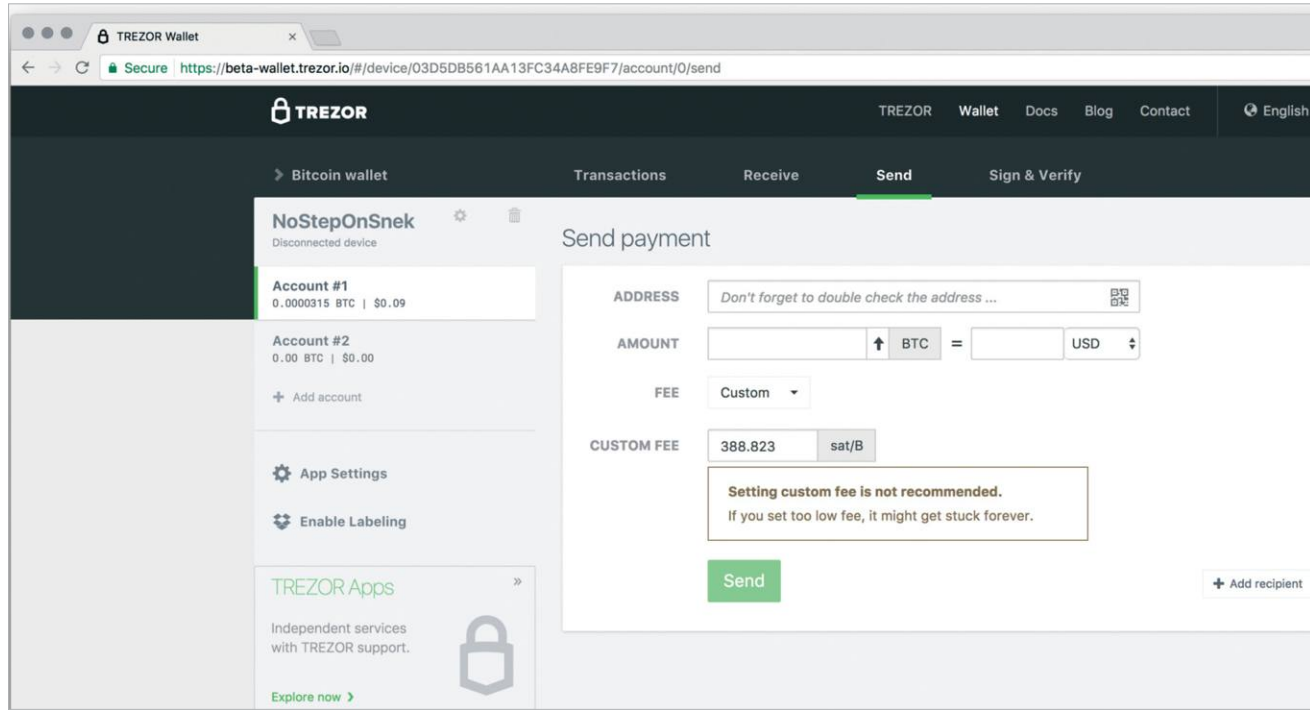 TREZOR Wallet
Secure https://beta-wallet.trezor.io/#/device/03D5DB561AA13FC34A8FE9F7/account/0/send
TREZOR
TREZOR Wallet Docs Blog Contact English
Bitcoin wallet
Transactions Receive Send Sign & Verify
NoStepOnSnek
Disconnected device
Account #1
0.0000315 BTC | $0.09
Account #2
0.00 BTC | $0.00
+ Add account
App Settings
Enable Labeling
TREZOR Apps »
Independent services
with TREZOR support.
Explore now
Send payment
ADDRESS Don't forget to double check the address ...
AMOUNT BTC = USD
FEE Custom
CUSTOM FEE 388.823 sat/B
Setting custom fee is not recommended.
If you set too low fee, it might get stuck forever.
Send
+ Add recipient